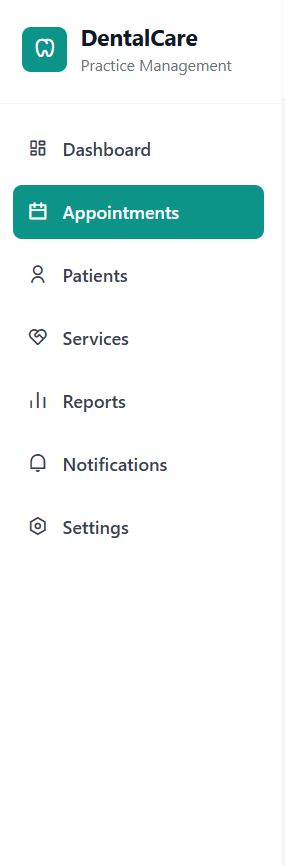 DentalCare
Practice Management
Dashboard
Appointments
Patients
Services
Reports
Notifications
Settings